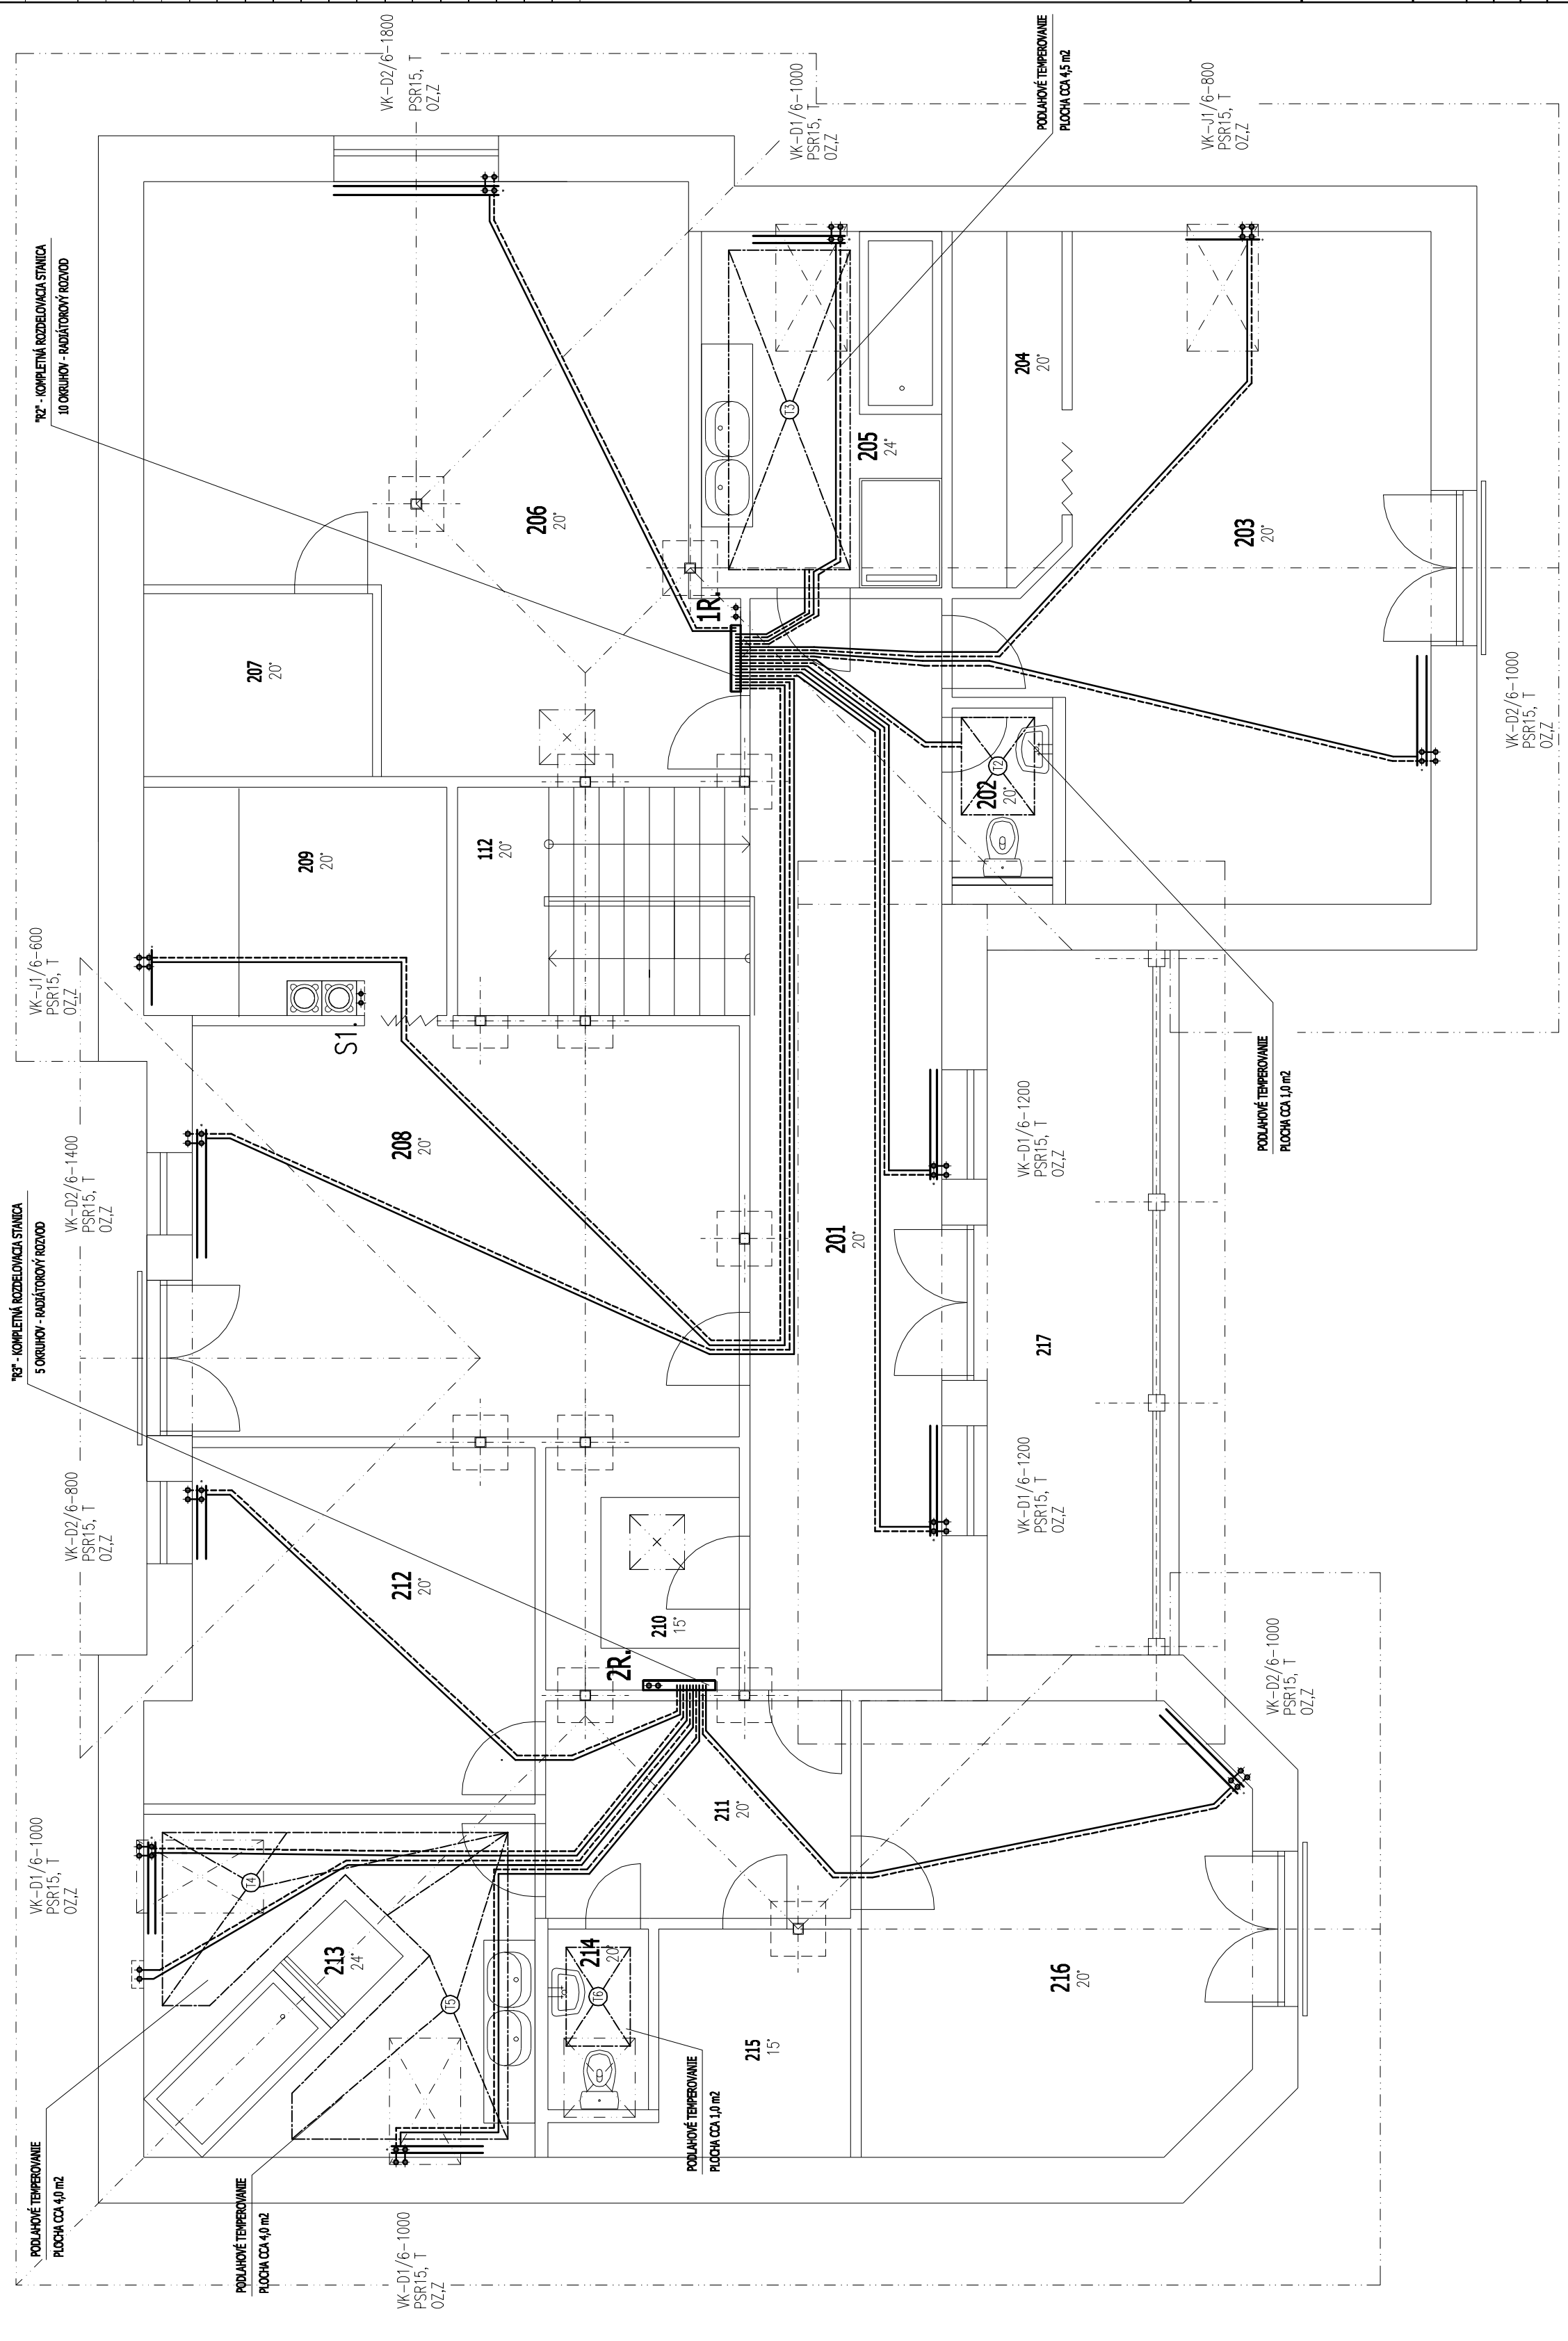 "R2" - KOMPLETNÁ ROZDELOVACIA STANICA
10 OKRUHOV - RADIÁTOROVÝ ROZVOD
VK-D2/6-1800
PSR15, T
OZ,Z
VK-D1/6-1000
PSR15, T
OZ,Z
PODLAHOVÉ TEMPEROVANIE
PLOCHA CCA 4,5 m2
VK-J1/6-800
PSR15, T
OZ,Z
207
20°
206
20°
1R.
T3
205
24°
204
20°
203
20°
VK-D2/6-1000
PSR15, T
OZ,Z
VK-J1/6-600
PSR15, T
OZ,Z
209
20°
112
20°
T2
202
20°
S1.
PODLAHOVÉ TEMPEROVANIE
PLOCHA CCA 1,0 m2
"R3" - KOMPLETNÁ ROZDELOVACIA STANICA
5 OKRUHOV - RADIÁTOROVÝ ROZVOD
VK-D2/6-1400
PSR15, T
OZ,Z
208
20°
201
20°
VK-D1/6-1200
PSR15, T
OZ,Z
217
VK-D2/6-800
PSR15, T
OZ,Z
212
20°
210
15°
2R.
VK-D1/6-1200
PSR15, T
OZ,Z
VK-D1/6-1000
PSR15, T
OZ,Z
211
20°
VK-D2/6-1000
PSR15, T
OZ,Z
T4
213
24°
T5
214
20°
T6
215
15°
216
20°
PODLAHOVÉ TEMPEROVANIE
PLOCHA CCA 4,0 m2
PODLAHOVÉ TEMPEROVANIE
PLOCHA CCA 4,0 m2
VK-D1/6-1000
PSR15, T
OZ,Z
PODLAHOVÉ TEMPEROVANIE
PLOCHA CCA 1,0 m2